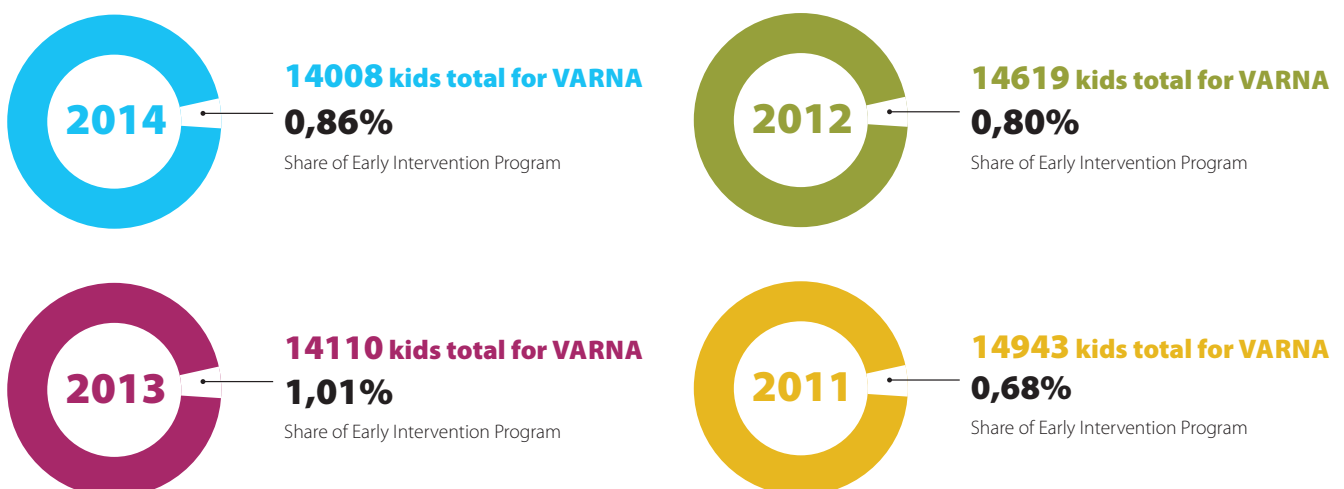 2014
14008 kids total for VARNA
0,86%
Share of Early Intervention Program
2012
14619 kids total for VARNA
0,80%
Share of Early Intervention Program
2013
14110 kids total for VARNA
1,01%
Share of Early Intervention Program
2011
14943 kids total for VARNA
0,68%
Share of Early Intervention Program